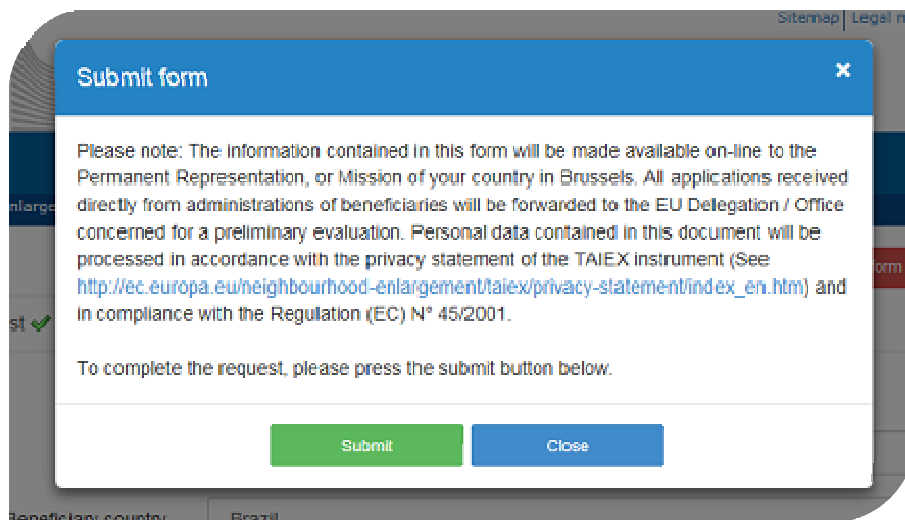 Sitemap Legal
Submit form
×
Please note: The information contained in this form will be made available on-line to the
Permanent Representation, or Mission of your country in Brussels. All applications received
directly from administrations of beneficiaries will be forwarded to the EU Delegation / Office
concerned for a preliminary evaluation. Personal data contained in this document will be
processed in accordance with the privacy statement of the TAIEX instrument (See
http://ec.europa.eu/neighbourhood-enlargement/taiex/privacy-statement/index_en.htm) and
in compliance with the Regulation (EC) N° 45/2001.
To complete the request, please press the submit button below.
Submit Close
Beneficiary country Brazil